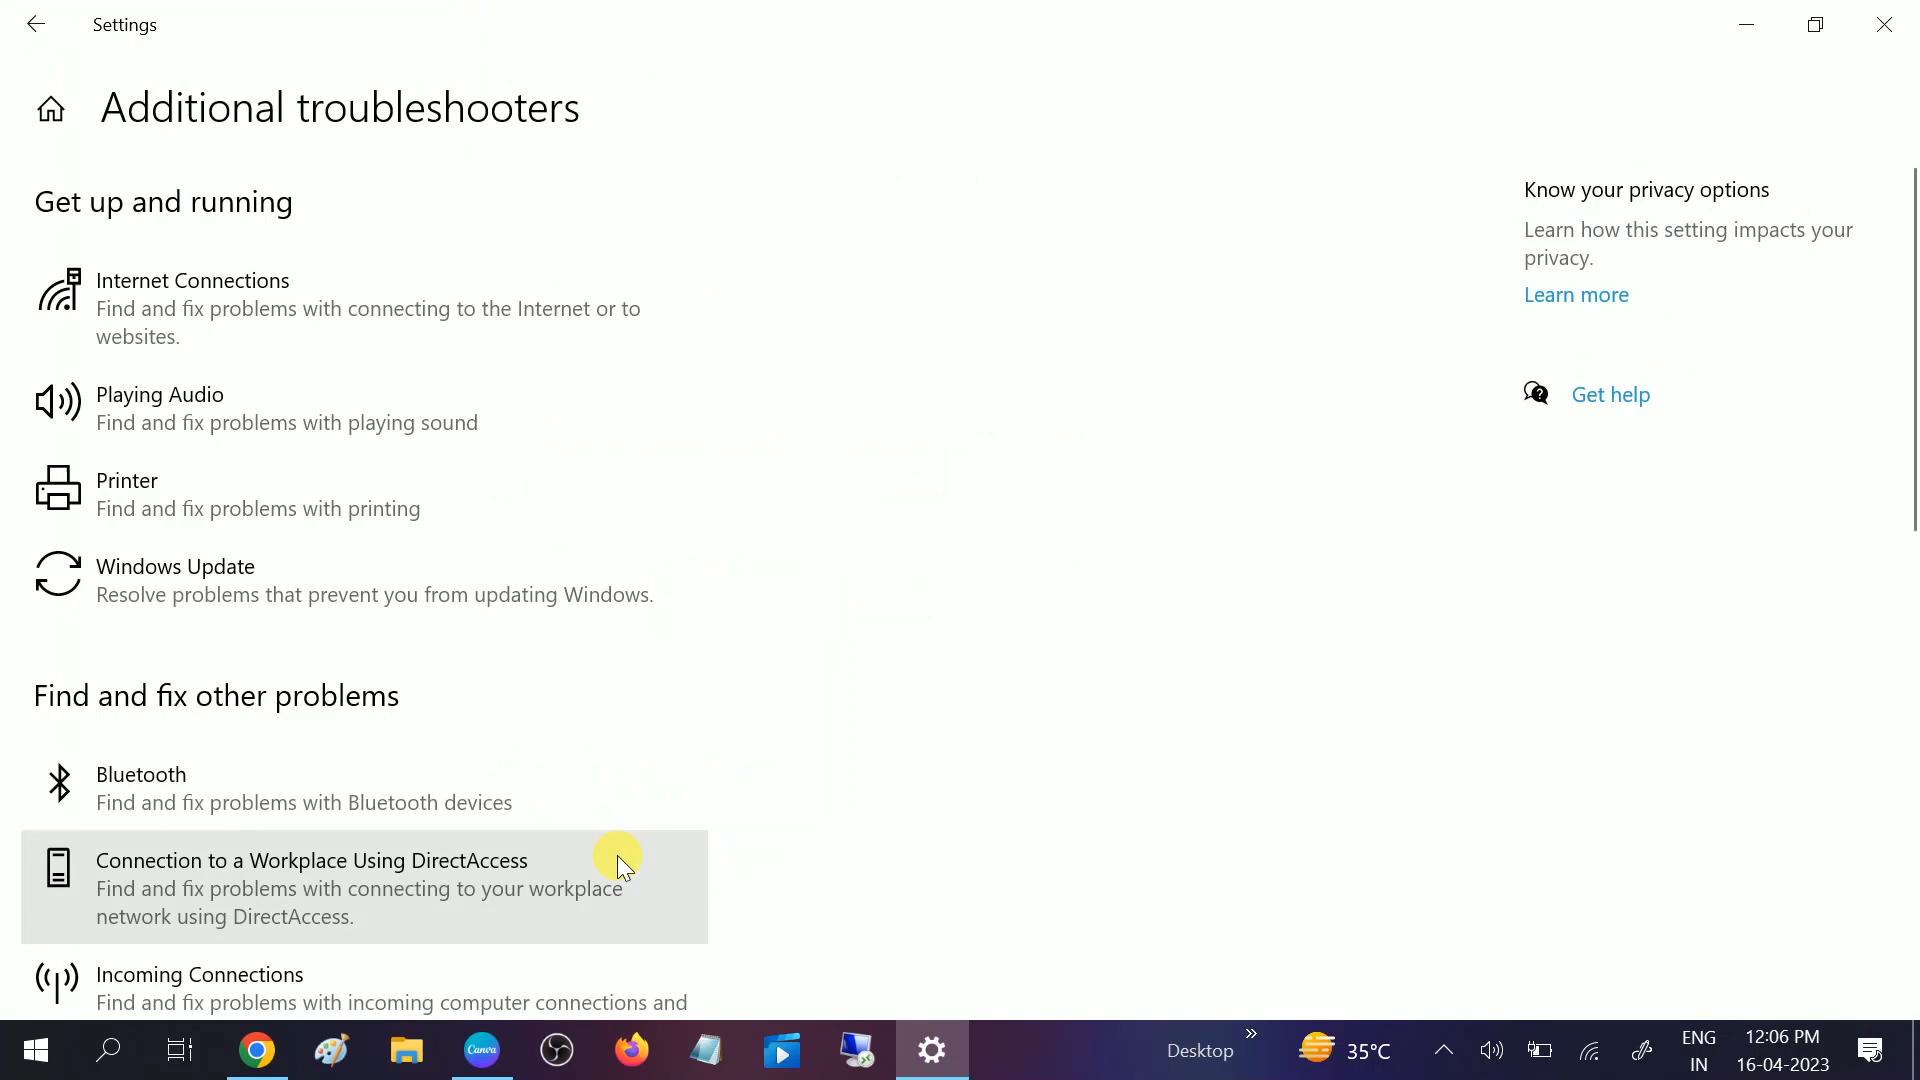 Settings
Additional troubleshooters
Get up and running
Internet Connections
Find and fix problems with connecting to the Internet or to
websites.
Playing Audio
Find and fix problems with playing sound
Printer
Find and fix problems with printing
Windows Update
Resolve problems that prevent you from updating Windows.
Find and fix other problems
Bluetooth
Find and fix problems with Bluetooth devices
Connection to a Workplace Using DirectAccess
Find and fix problems with connecting to your workplace
network using DirectAccess.
Incoming Connections
Find and fix problems with incoming computer connections and
Know your privacy options
Learn how this setting impacts your
privacy.
Learn more
Get help
Canva
Desktop
35°C
ENG
IN
12:06 PM
16-04-2023